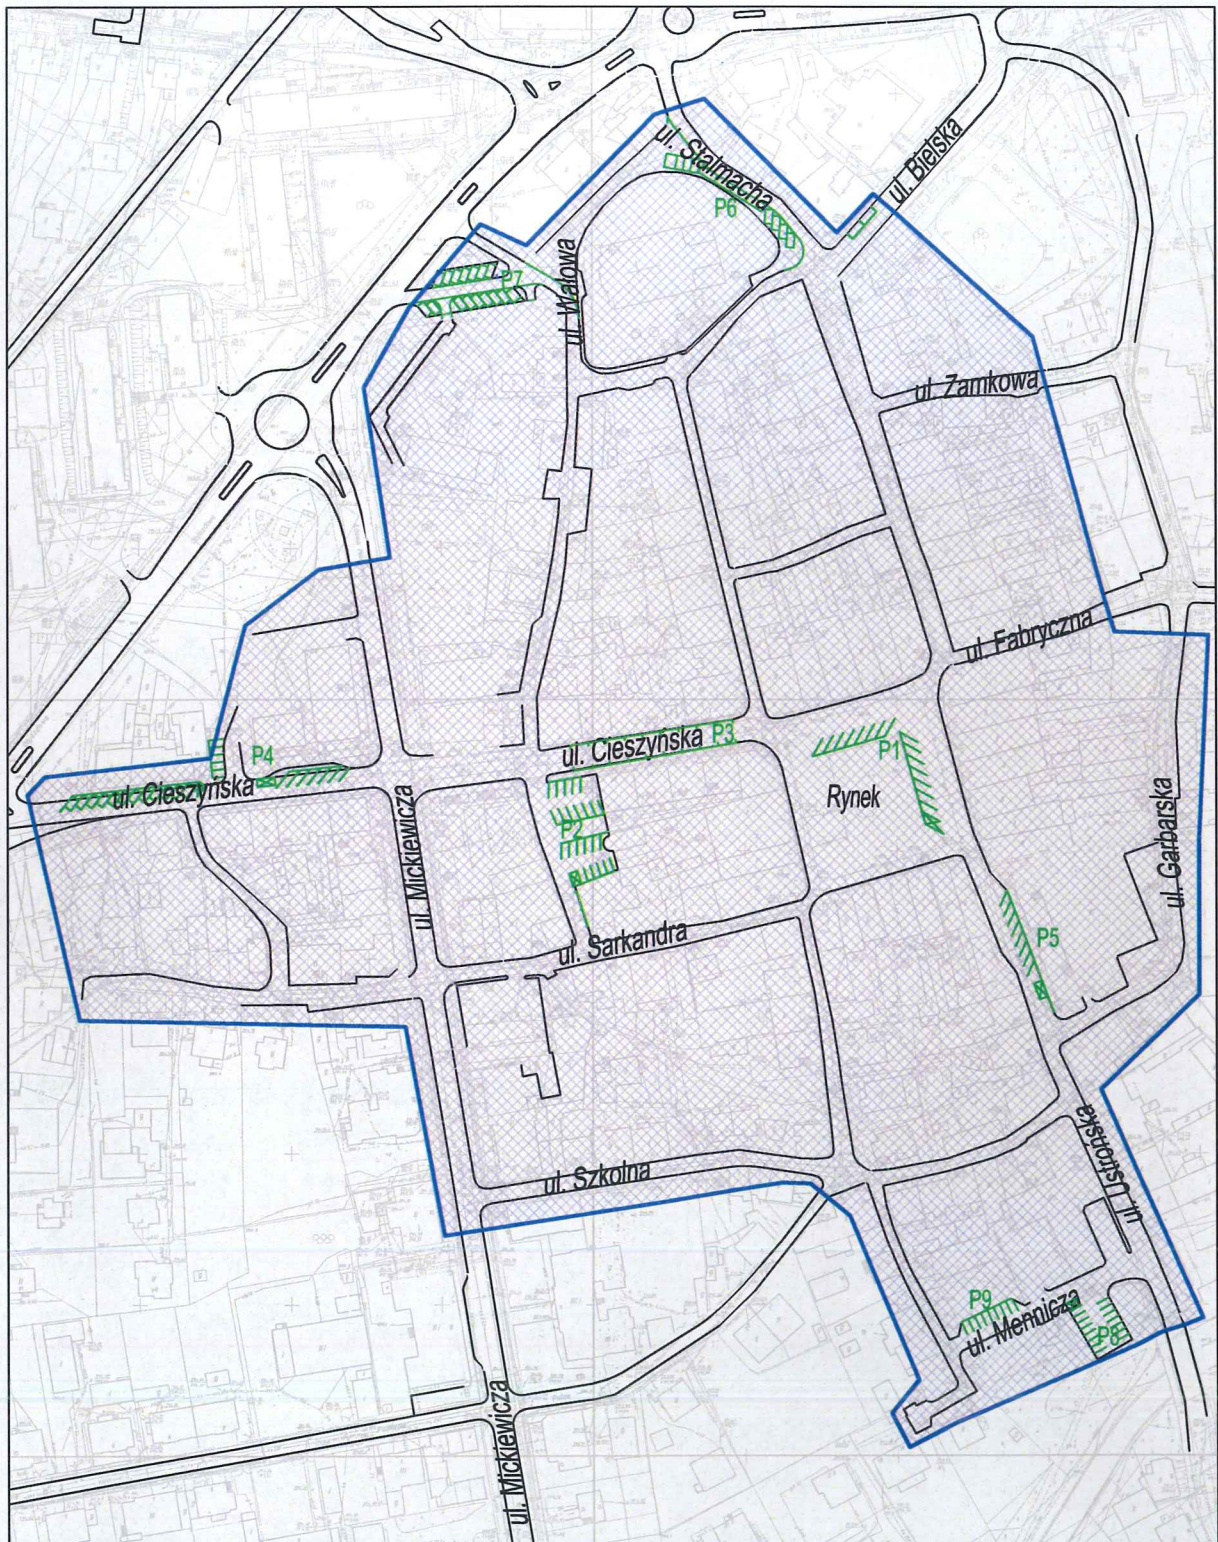 ul. Stalmacha
ul. Bielska
P6
ul. Wałowa
P7
ul. Zamkowa
ul. Fabryczna
ul. Cieszyńska
P3
P1
P4
ul. Cieszyńska
Rynek
ul. Mickiewicza
P2
ul. Garbarska
ul. Sarkandra
P5
ul. Szkolna
ul. Ustrońska
P9
ul. Mennicza
P8
ul. Mickiewicza